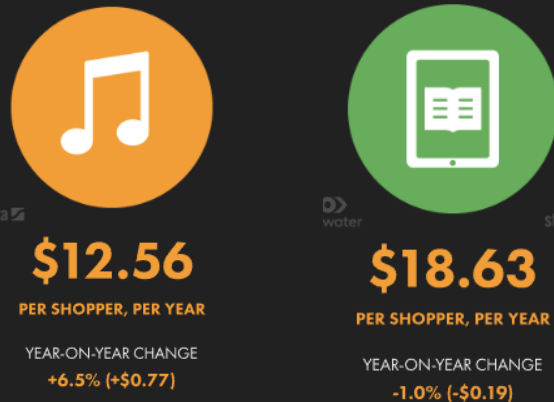 $12.56
PER SHOPPER, PER YEAR
YEAR-ON-YEAR CHANGE
+6.5% (+$0.77)
water
$18.63
PER SHOPPER, PER YEAR
YEAR-ON-YEAR CHANGE
-1.0% (-$0.19)